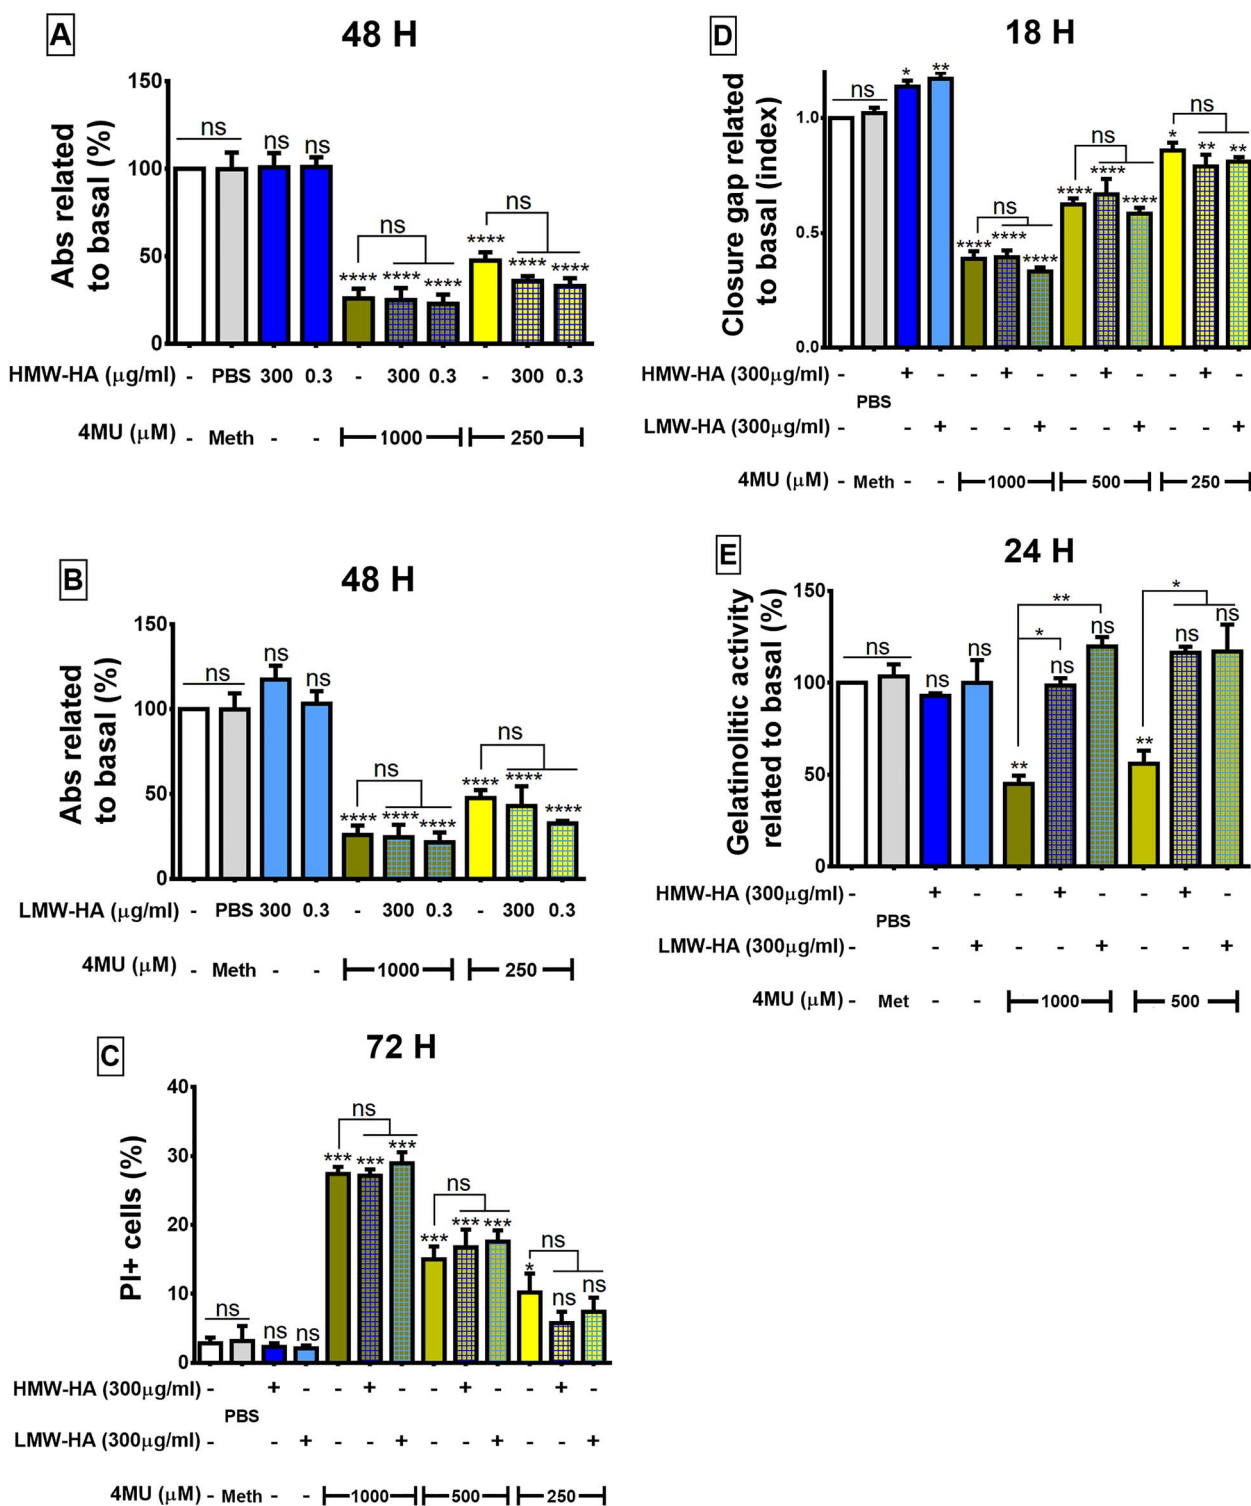 A
48 H
Abs related
to basal (%)
150
100
50
0
ns
ns
ns
ns
ns
**** **** ****
**** **** ****
HMW-HA (µg/ml) - PBS 300 0.3 - 300 0.3 - 300 0.3
4MU (µM) - Meth - - 1000 250
B
48 H
Abs related
to basal (%)
150
100
50
0
ns
ns
ns
ns
ns
**** **** ****
**** **** ****
LMW-HA (µg/ml) - PBS 300 0.3 - 300 0.3 - 300 0.3
4MU (µM) - Meth - - 1000 250
C
72 H
PI+ cells (%)
40
30
20
10
0
ns
ns
ns
ns
*** *** ***
ns
*** *** ***
ns
* ns ns
HMW-HA (300µg/ml) - + - - + - - + - - + -
PBS
LMW-HA (300µg/ml) - - + - - + - - + - - +
4MU (µM) - Meth - - 1000 500 250
D
18 H
Closure gap related
to basal (index)
1.0
0.5
0.0
ns
*
**
ns
**** **** ****
ns
**** **** ****
ns
* ** **
HMW-HA (300µg/ml) - + - - + - - + - - + -
PBS
LMW-HA (300µg/ml) - - + - - + - - + - - +
4MU (µM) - Meth - - 1000 500 250
E
24 H
Gelatinolitic activity
related to basal (%)
150
100
50
0
ns
ns
ns
**
*
** ns ns
*
** ns ns
HMW-HA (300µg/ml) - + - - + - - + -
PBS
LMW-HA (300µg/ml) - - + - - + - - +
4MU (µM) - Met - - 1000 500